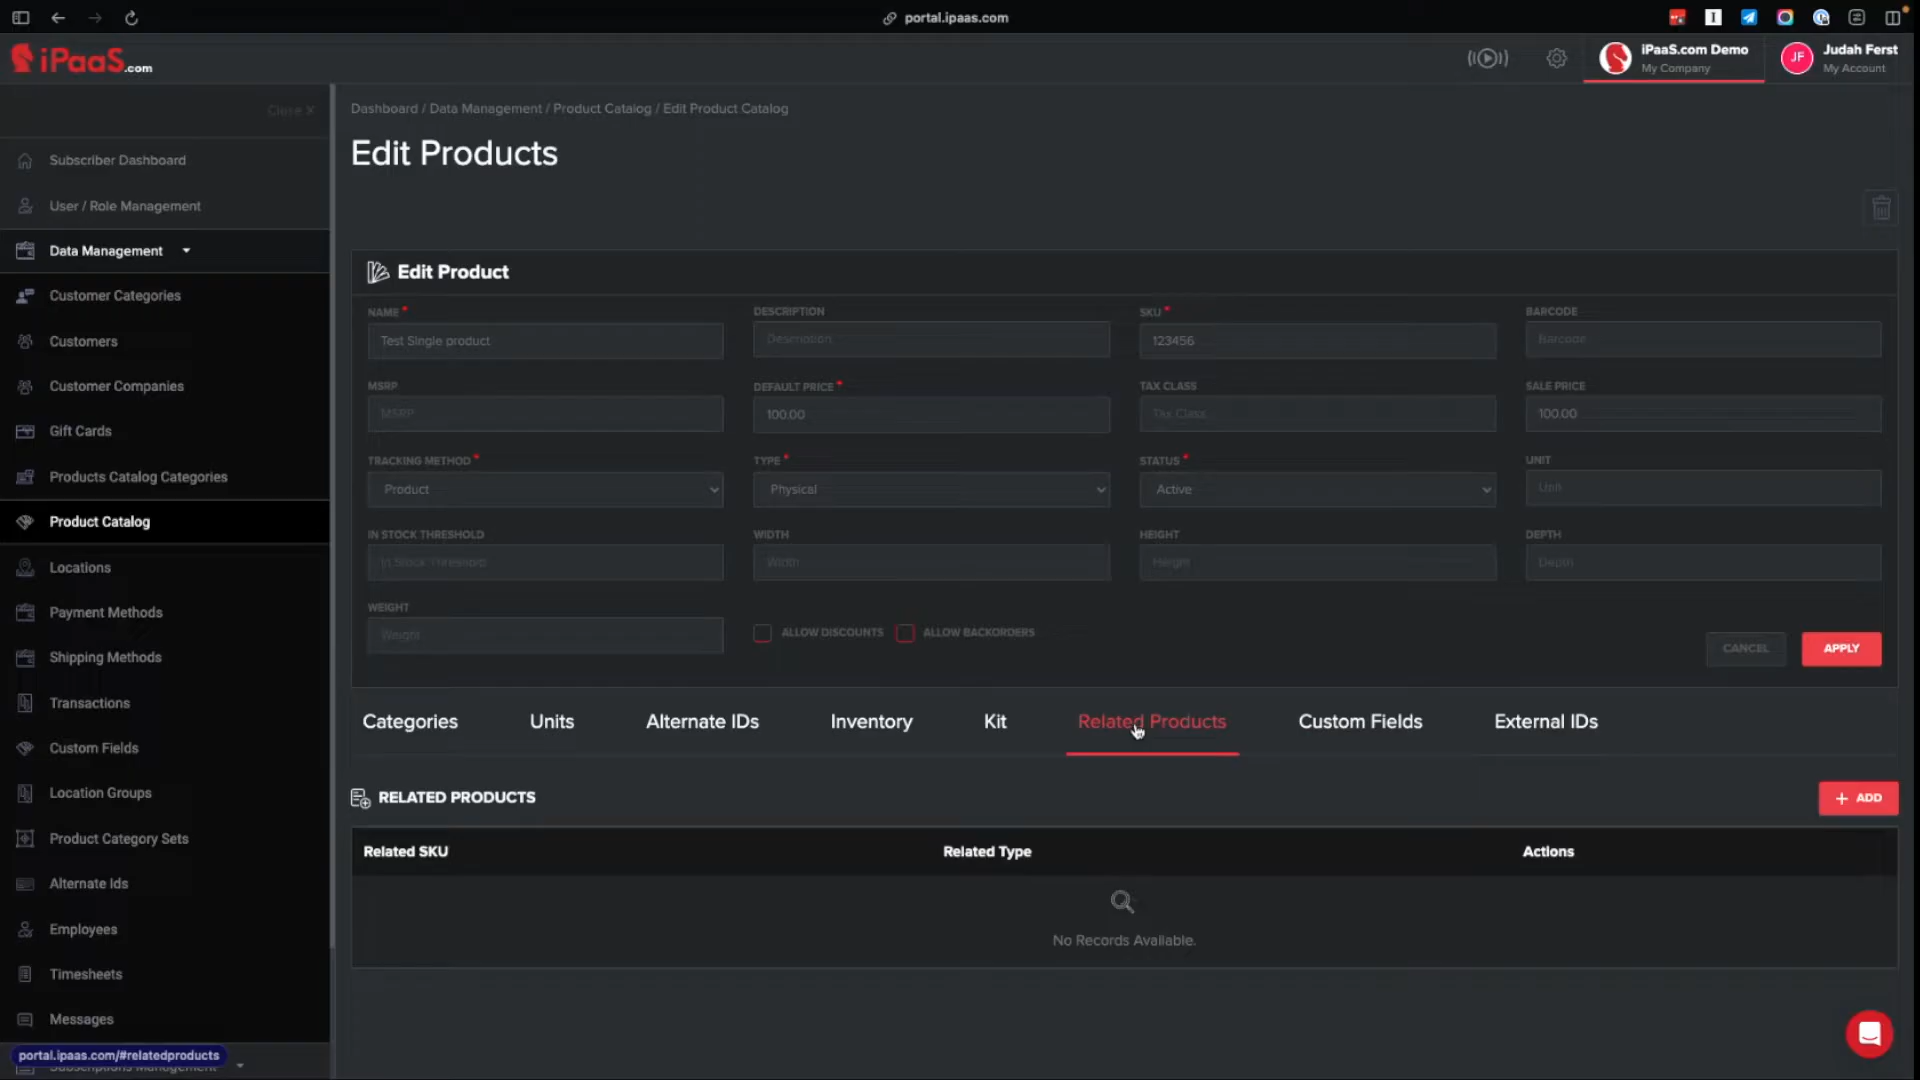 portal.ipaas.com
iPaaS.com
iPaaS.com Demo
My Company
JF
Judah Ferst
My Account
Close X
Subscriber Dashboard
User / Role Management
Data Management
Customer Categories
Customers
Customer Companies
Gift Cards
Products Catalog Categories
Product Catalog
Locations
Payment Methods
Shipping Methods
Transactions
Custom Fields
Location Groups
Product Category Sets
Alternate Ids
Employees
Timesheets
Messages
Subscriptions Management
portal.ipaas.com/#relatedproducts
Dashboard / Data Management / Product Catalog / Edit Product Catalog
Edit Products
Edit Product
NAME * DESCRIPTION SKU * BARCODE
Test Single product Description 123456 Barcode
MSRP DEFAULT PRICE * TAX CLASS SALE PRICE
MSRP 100.00 Tax Class 100.00
TRACKING METHOD * TYPE * STATUS * UNIT
Product Physical Active Unit
IN STOCK THRESHOLD WIDTH HEIGHT DEPTH
In Stock Threshold Width Height Depth
WEIGHT
Weight ALLOW DISCOUNTS ALLOW BACKORDERS
CANCEL APPLY
Categories Units Alternate IDs Inventory Kit Related Products Custom Fields External IDs
RELATED PRODUCTS + ADD
Related SKU Related Type Actions
No Records Available.